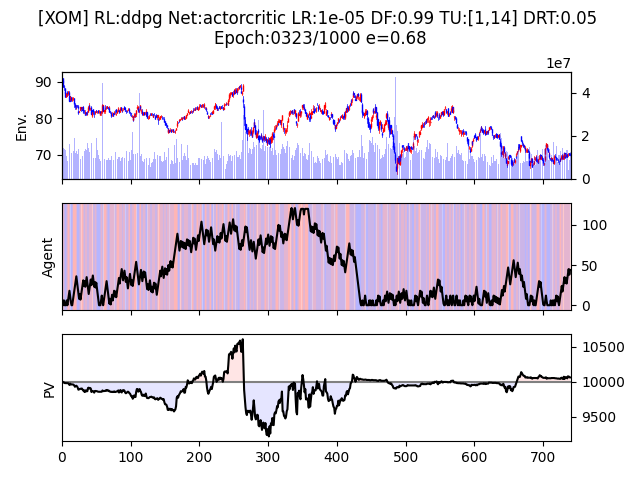 [XOM] RL:ddpg Net:actorcritic LR:1e-05 DF:0.99 TU:[1,14] DRT:0.05
Epoch:0323/1000 e=0.68
1e7
90
80
70
Env.
4
2
0
Agent
100
50
0
PV
10500
10000
9500
0 100 200 300 400 500 600 700